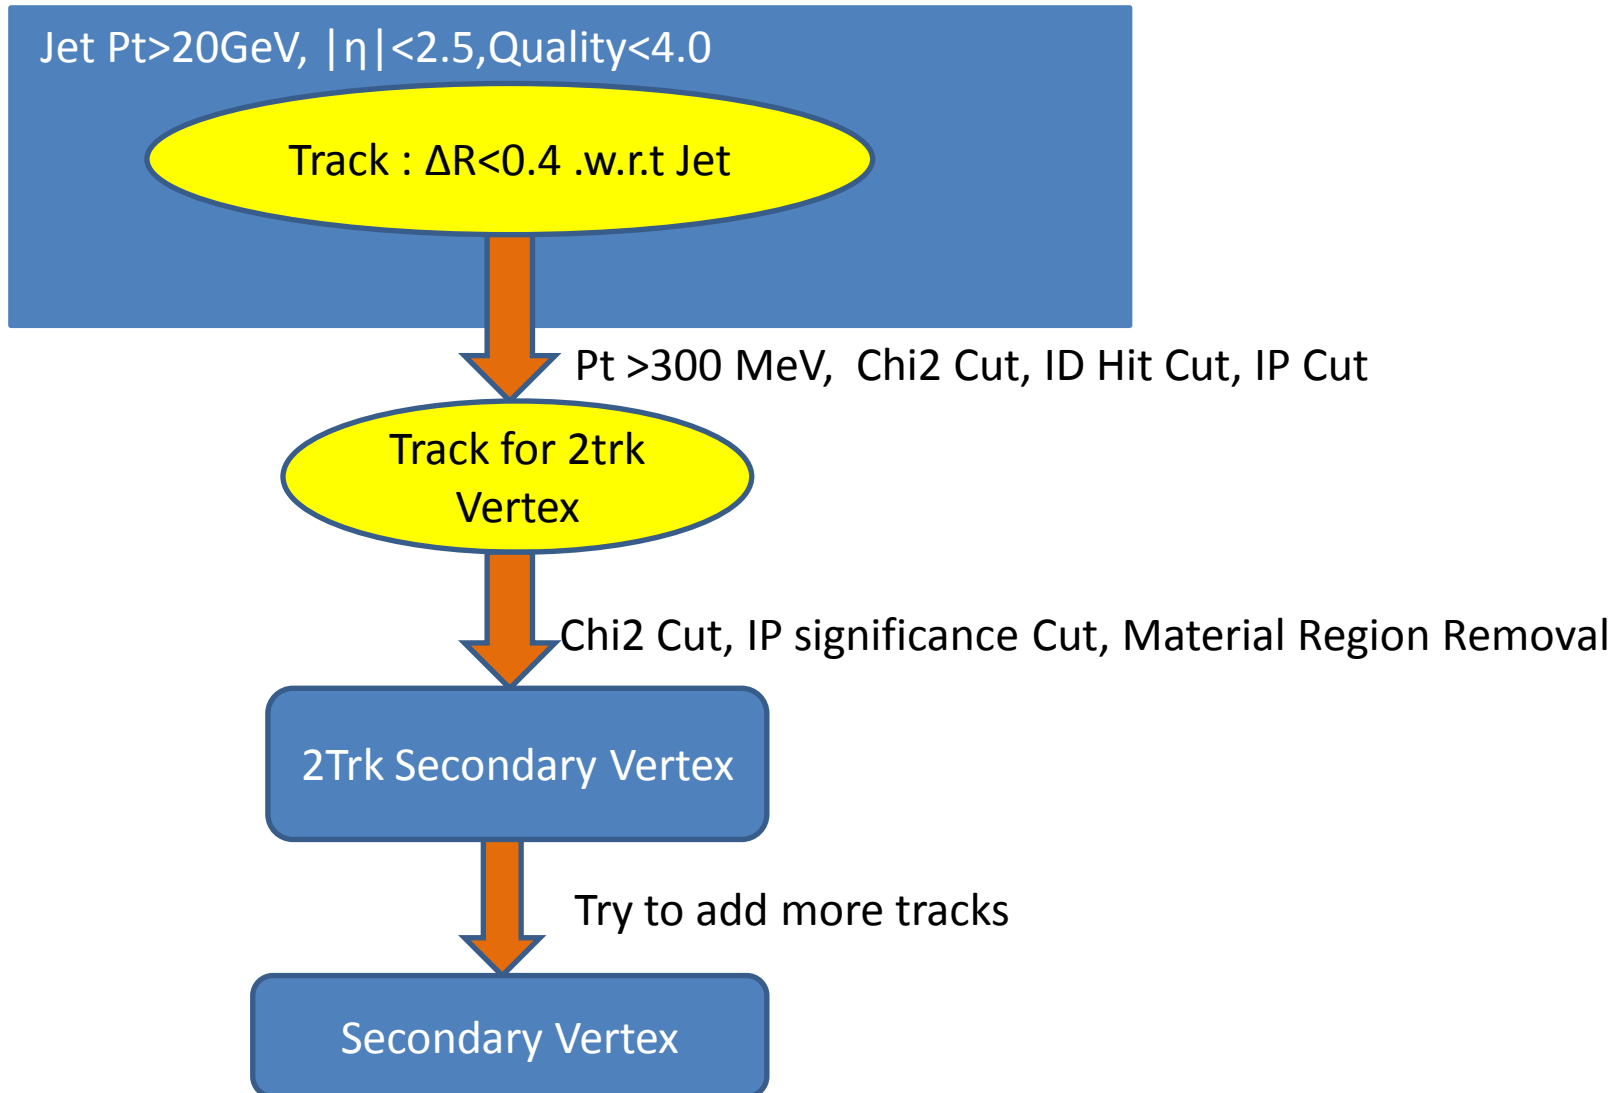 Jet Pt>20GeV, |η|<2.5,Quality<4.0
Track : ΔR<0.4 .w.r.t Jet
Pt >300 MeV,  Chi2 Cut, ID Hit Cut, IP Cut
Track for 2trk
Vertex
Chi2 Cut, IP significance Cut, Material Region Removal
2Trk Secondary Vertex
Try to add more tracks
Secondary Vertex